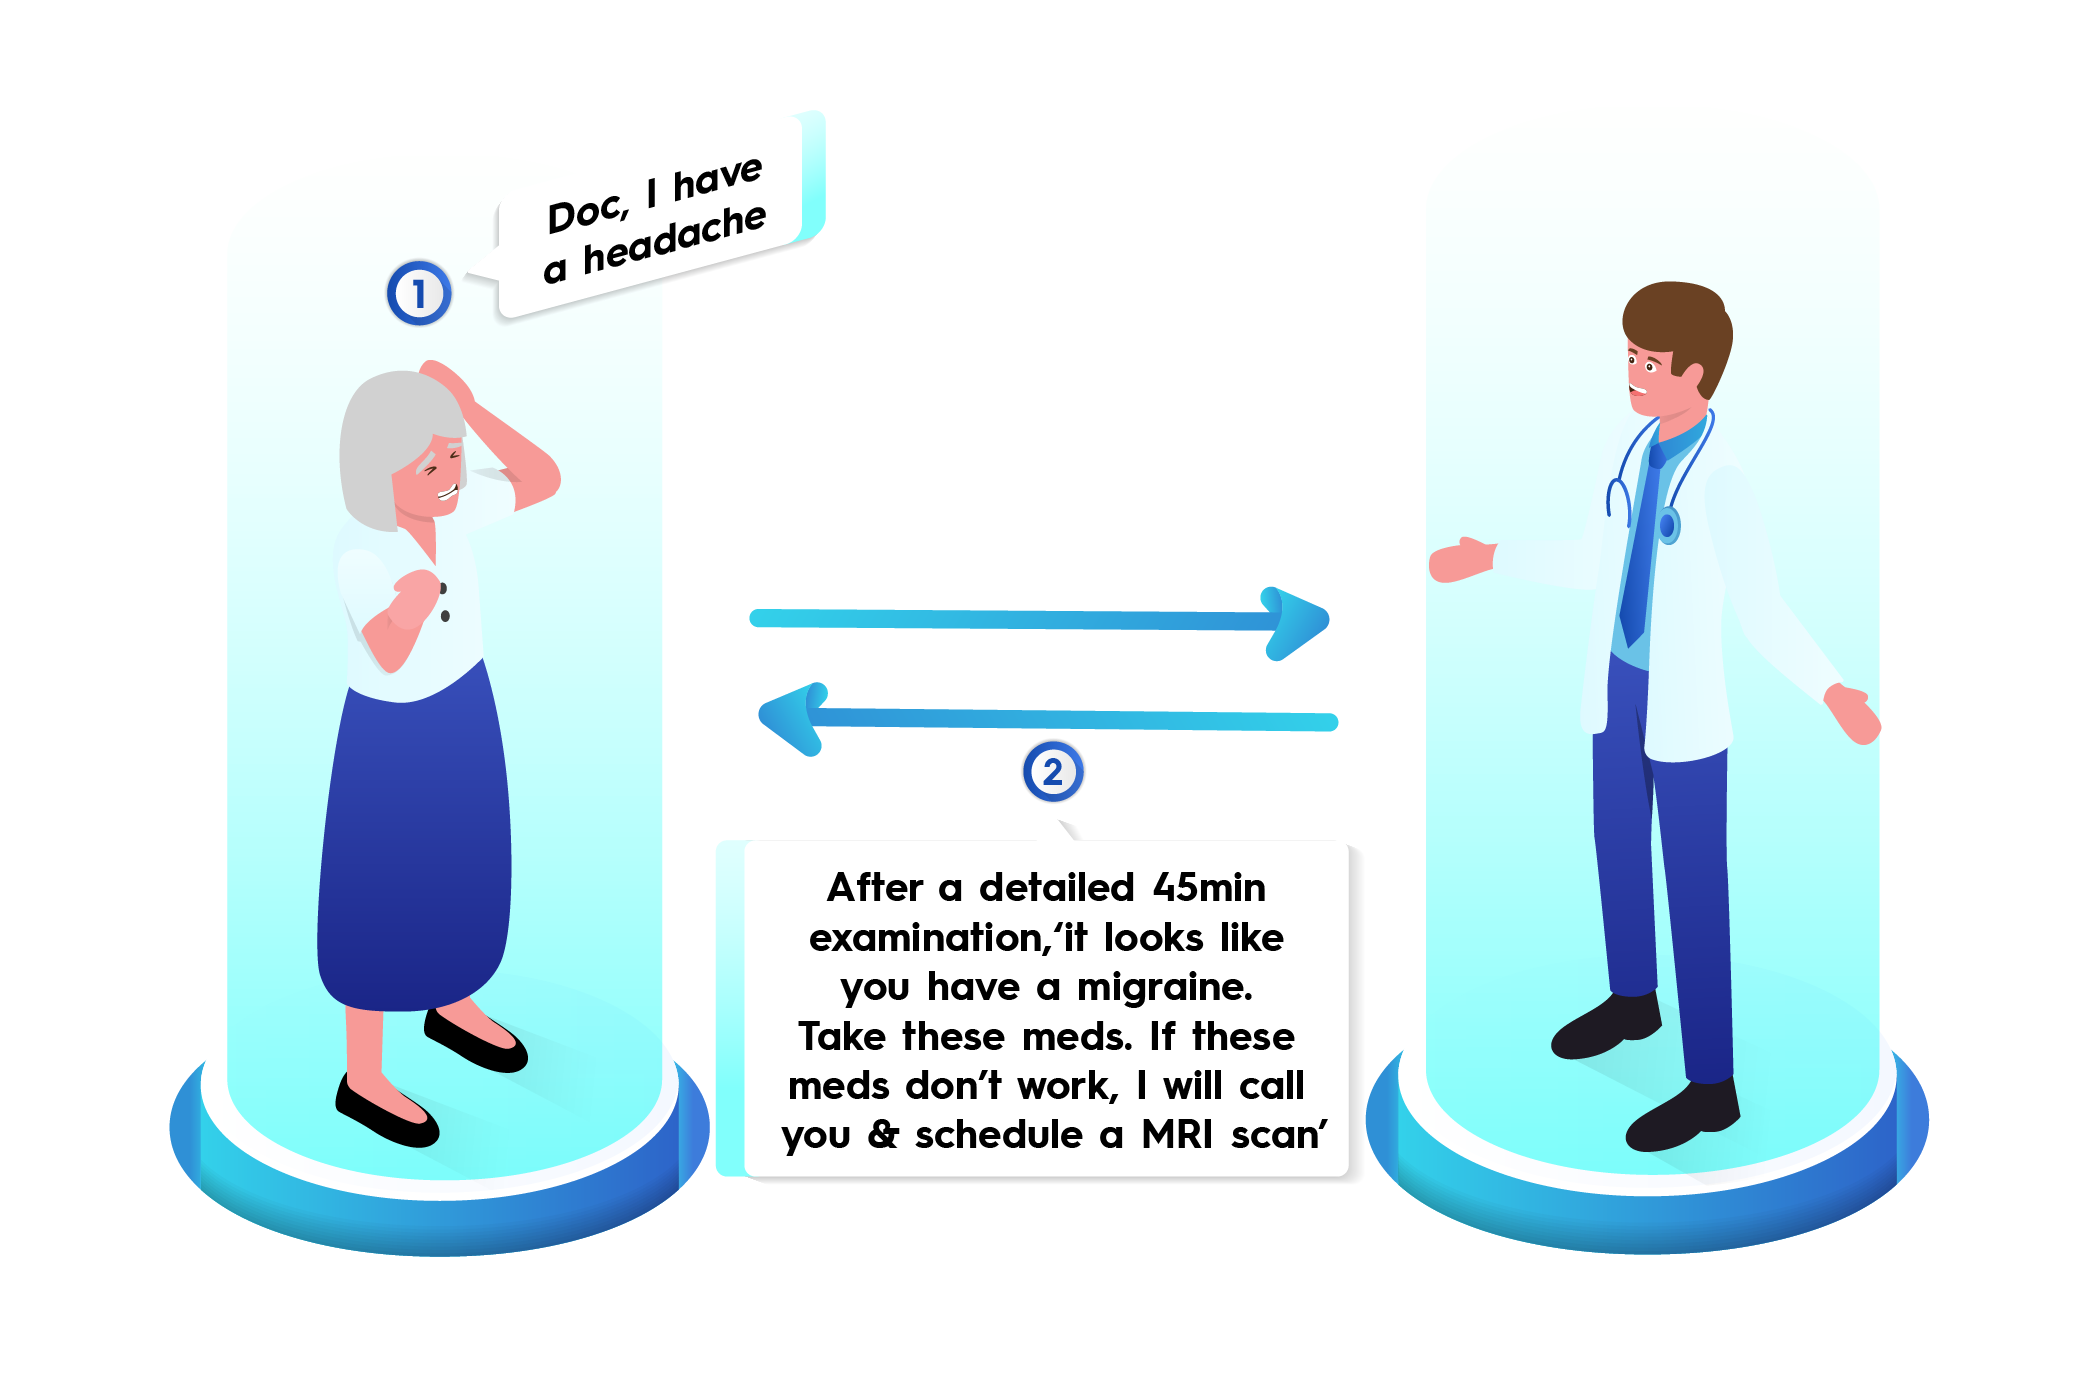 Doc, I have
a headache
1
2
After a detailed 45min
examination,‘it looks like
you have a migraine.
Take these meds. If these
meds don’t work, I will call
you & schedule a MRI scan’